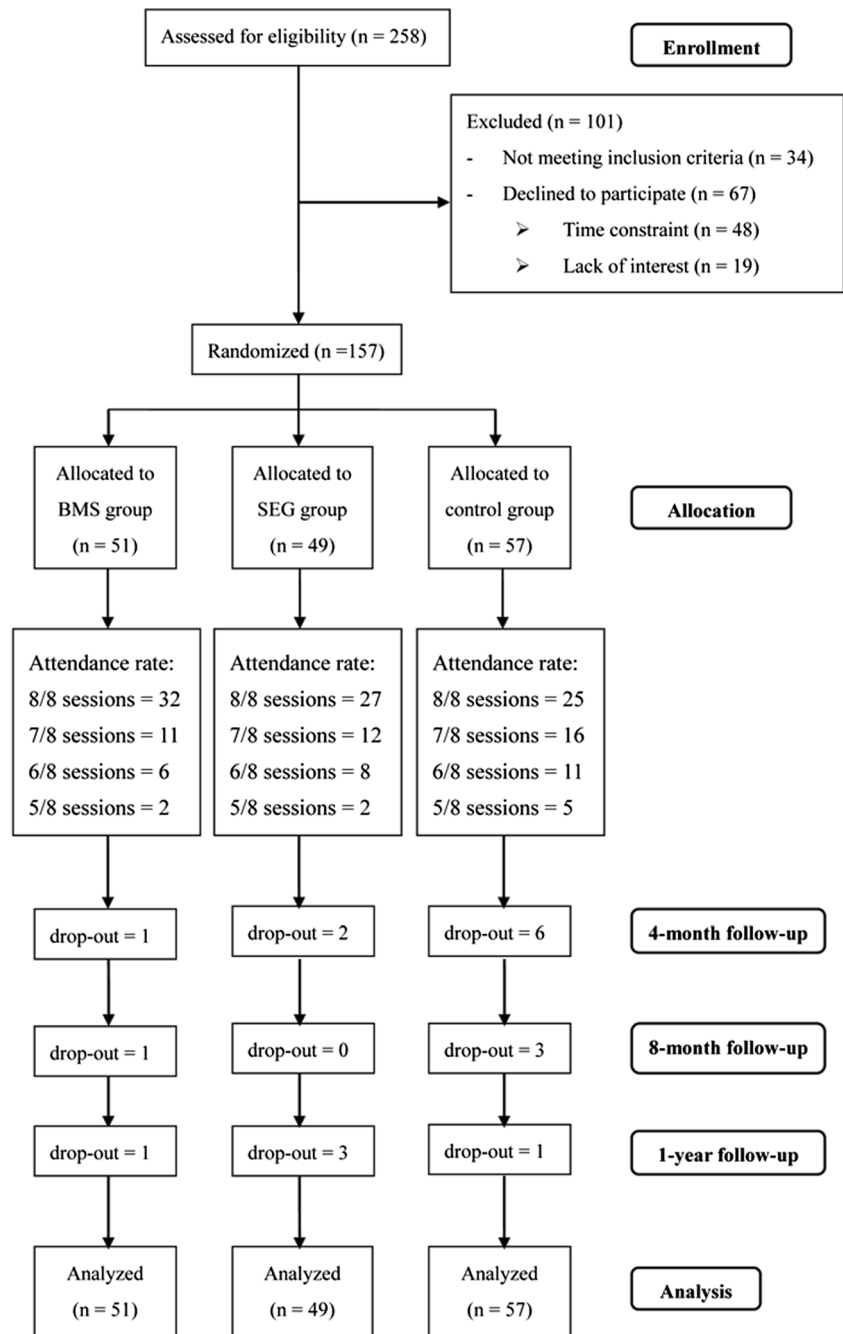 Assessed for eligibility (n = 258)
Enrollment
Excluded (n = 101)
- Not meeting inclusion criteria (n = 34)
- Declined to participate (n = 67)
➢ Time constraint (n = 48)
➢ Lack of interest (n = 19)
Randomized (n =157)
Allocated to
BMS group
(n = 51)
Allocated to
SEG group
(n = 49)
Allocated to
control group
(n = 57)
Allocation
Attendance rate:
8/8 sessions = 32
7/8 sessions = 11
6/8 sessions = 6
5/8 sessions = 2
Attendance rate:
8/8 sessions = 27
7/8 sessions = 12
6/8 sessions = 8
5/8 sessions = 2
Attendance rate:
8/8 sessions = 25
7/8 sessions = 16
6/8 sessions = 11
5/8 sessions = 5
drop-out = 1
drop-out = 2
drop-out = 6
4-month follow-up
drop-out = 1
drop-out = 0
drop-out = 3
8-month follow-up
drop-out = 1
drop-out = 3
drop-out = 1
1-year follow-up
Analyzed
(n = 51)
Analyzed
(n = 49)
Analyzed
(n = 57)
Analysis